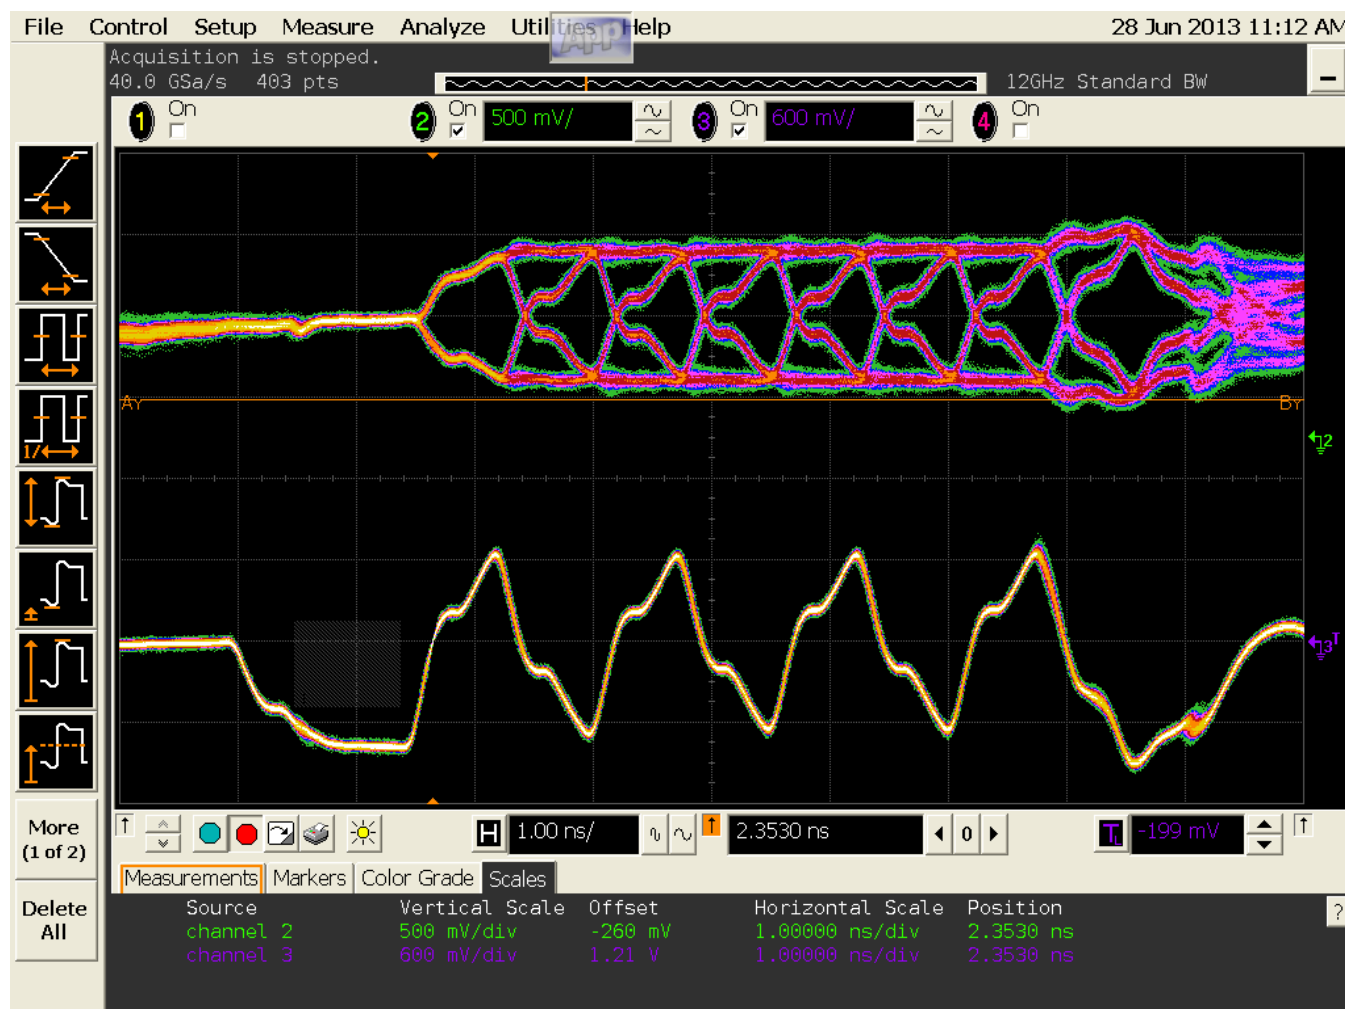 File Control Setup Measure Analyze Utilities Help 28 Jun 2013 11:12 AM
APP
Acquisition is stopped.
40.0 GSa/s 403 pts 12GHz Standard BW
1 On 2 On 500 mV/ 3 On 600 mV/ 4 On
Ay By
2
T
3
1/
More
(1 of 2)
Delete
All
H 1.00 ns/ 2.3530 ns 0 T -199 mV
Measurements Markers Color Grade Scales
Source Vertical Scale Offset Horizontal Scale Position
channel 2 500 mV/div -260 mV 1.00000 ns/div 2.3530 ns
channel 3 600 mV/div 1.21 V 1.00000 ns/div 2.3530 ns
?